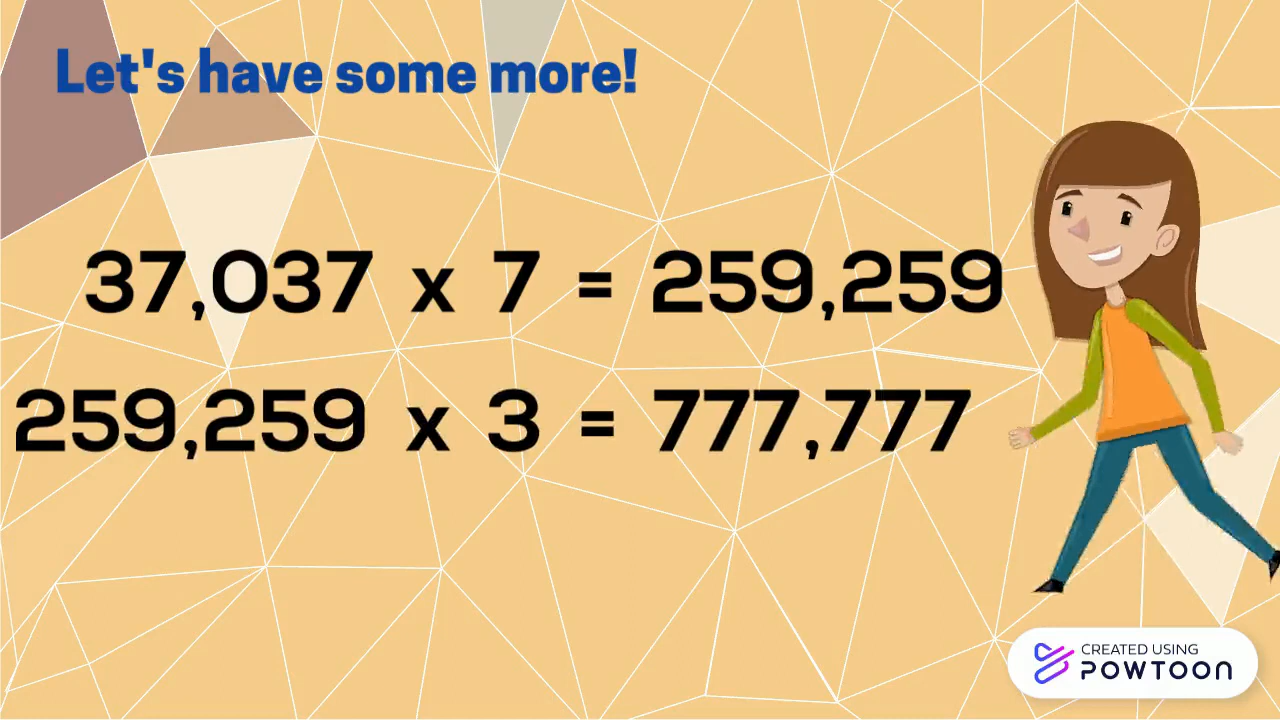 Let's have some more!
37,037 x 7 = 259,259
259,259 x 3 = 777,777
CREATED USING
POWTOON